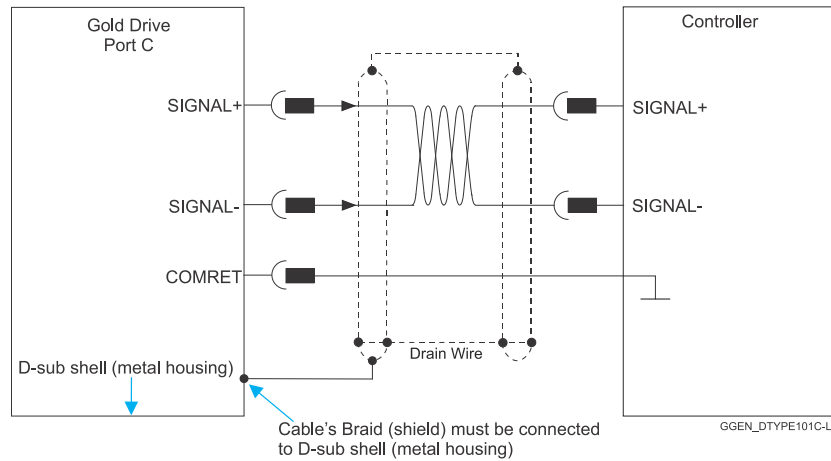 Gold Drive
Port C
Controller
SIGNAL+
SIGNAL+
SIGNAL-
SIGNAL-
COMRET
Drain Wire
D-sub shell (metal housing)
Cable's Braid (shield) must be connected
to D-sub shell (metal housing)
GGEN_DTYPE101C-L